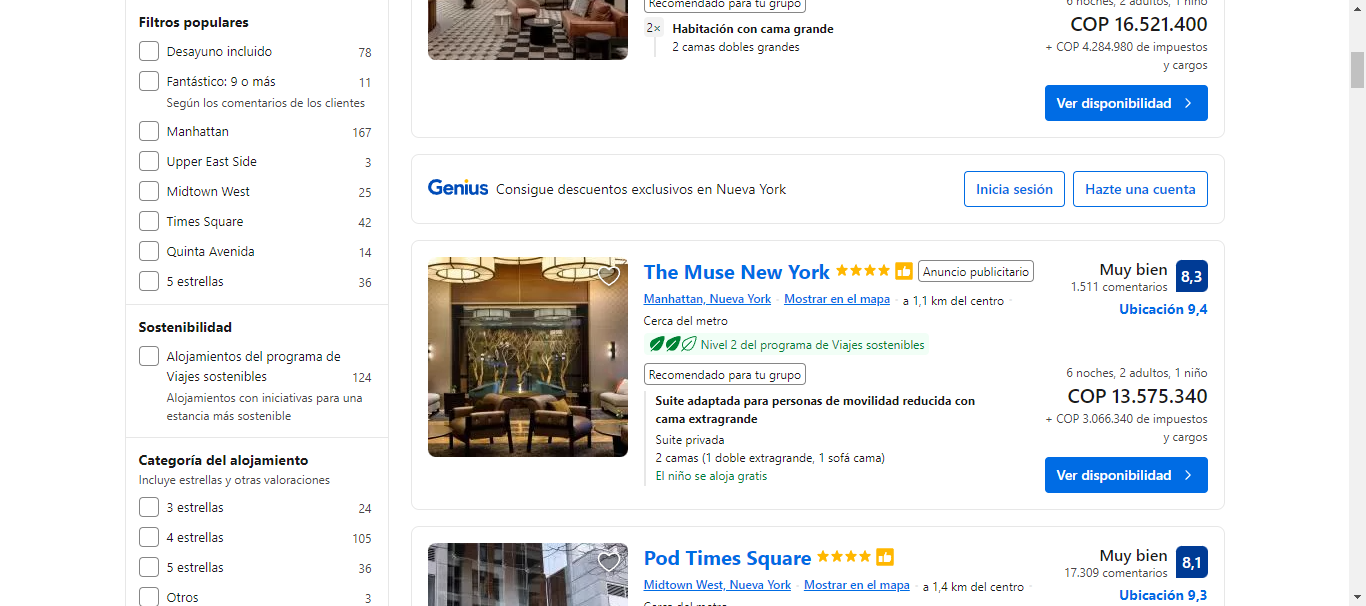 Filtros populares
Desayuno incluido 78
Fantástico: 9 o más 11
Según los comentarios de los clientes
Manhattan 167
Upper East Side 3
Midtown West 25
Times Square 42
Quinta Avenida 14
5 estrellas 36
Sostenibilidad
Alojamientos del programa de
Viajes sostenibles 124
Alojamientos con iniciativas para una
estancia más sostenible
Categoría del alojamiento
Incluye estrellas y otras valoraciones
3 estrellas 24
4 estrellas 105
5 estrellas 36
Otros 3
Recomendado para tu grupo
2× Habitación con cama grande
2 camas dobles grandes
6 noches, 2 adultos, 1 niño
COP 16.521.400
+ COP 4.284.980 de impuestos
y cargos
Ver disponibilidad
Genius Consigue descuentos exclusivos en Nueva York
Inicia sesión
Hazte una cuenta
The Muse New York Anuncio publicitario
Manhattan, Nueva York · Mostrar en el mapa · a 1,1 km del centro ·
Cerca del metro
Nivel 2 del programa de Viajes sostenibles
Recomendado para tu grupo
Suite adaptada para personas de movilidad reducida con
cama extragrande
Suite privada
2 camas (1 doble extragrande, 1 sofá cama)
El niño se aloja gratis
Muy bien 8,3
1.511 comentarios
Ubicación 9,4
6 noches, 2 adultos, 1 niño
COP 13.575.340
+ COP 3.066.340 de impuestos
y cargos
Ver disponibilidad
Pod Times Square
Midtown West, Nueva York · Mostrar en el mapa · a 1,4 km del centro ·
Cerca del metro
Muy bien 8,1
17.309 comentarios
Ubicación 9,3